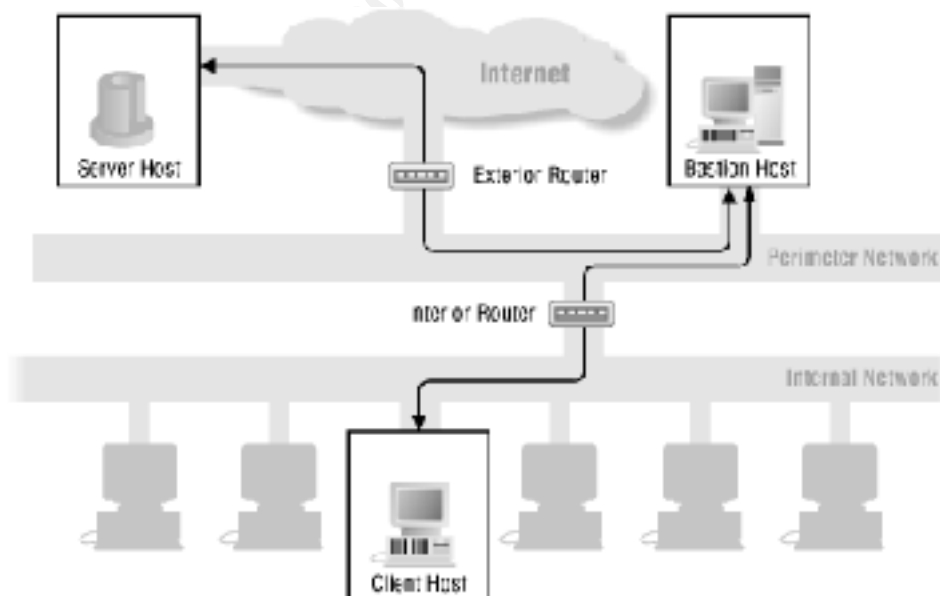 Internet
Server Host
Exterior Router
Bastion Host
Perimeter Network
Interior Router
Internal Network
Client Host